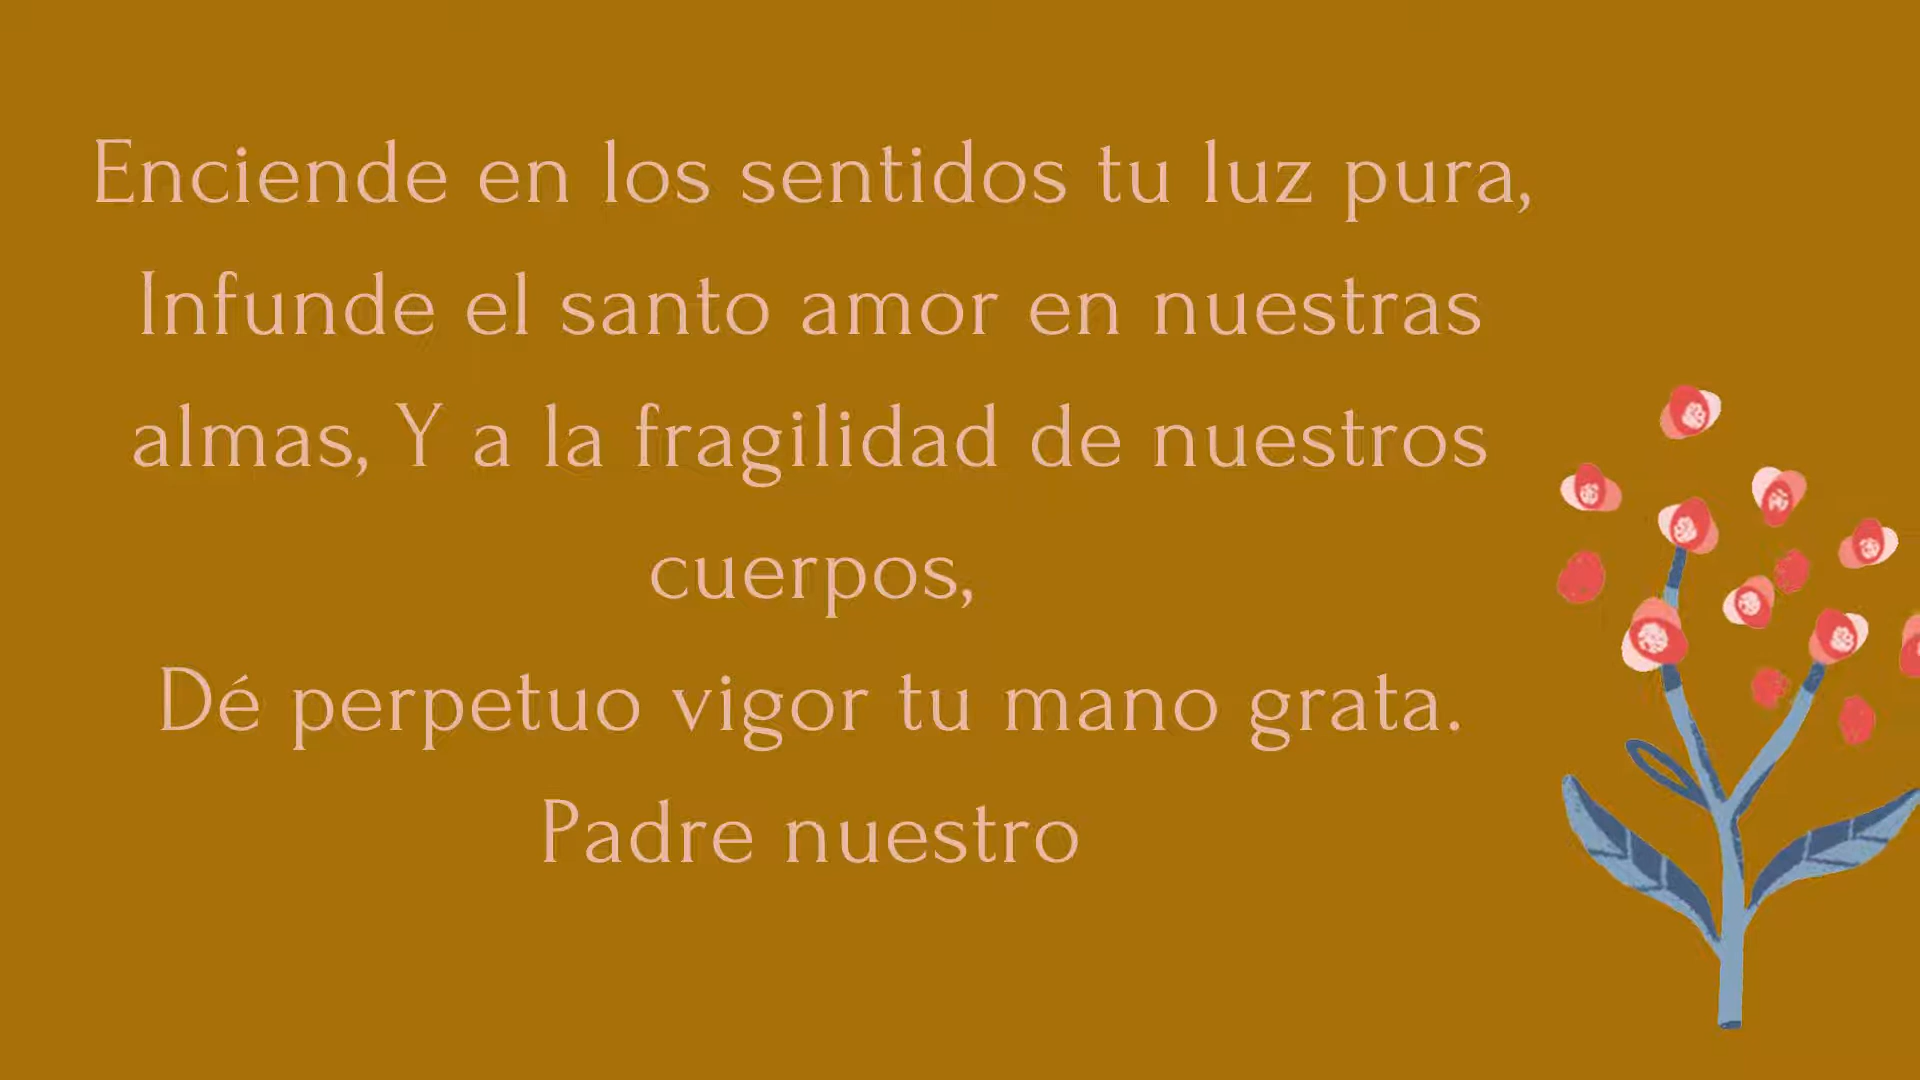 Enciende en los sentidos tu luz pura,
Infunde el santo amor en nuestras
almas, Y a la fragilidad de nuestros
cuerpos,
Dé perpetuo vigor tu mano grata.
Padre nuestro